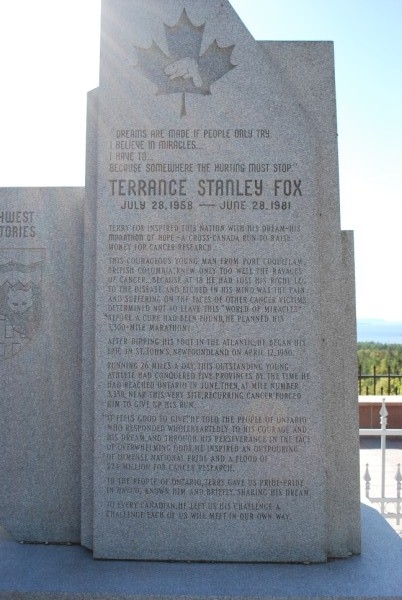 "DREAMS ARE MADE IF PEOPLE ONLY TRY.
I BELIEVE IN MIRACLES...
I HAVE TO...
BECAUSE SOMEWHERE THE HURTING MUST STOP."
TERRANCE STANLEY FOX
JULY 28, 1958 — JUNE 28, 1981
TERRY FOX INSPIRED THIS NATION WITH HIS DREAM-HIS
MARATHON OF HOPE-A CROSS-CANADA RUN TO RAISE
MONEY FOR CANCER RESEARCH.
THIS COURAGEOUS YOUNG MAN FROM PORT COQUITLAM,
BRITISH COLUMBIA, KNEW ONLY TOO WELL THE RAVAGES
OF CANCER... BECAUSE AT 18 HE HAD LOST HIS RIGHT LEG
TO THE DISEASE AND ETCHED IN HIS MIND WAS THE PAIN
AND SUFFERING ON THE FACES OF OTHER CANCER VICTIMS.
DETERMINED NOT TO LEAVE THIS "WORLD OF MIRACLES"
BEFORE A CURE HAD BEEN FOUND, HE PLANNED HIS
MILE MARATHON.
AFTER DIPPING HIS FOOT IN THE ATLANTIC, HE BEGAN HIS
EPIC IN ST. JOHN'S, NEWFOUNDLAND ON APRIL 12, 1980.
RUNNING 26 MILES A DAY, THIS OUTSTANDING YOUNG
ATHLETE HAD CONQUERED FIVE PROVINCES BY THE TIME HE
HAD REACHED ONTARIO IN JUNE. THEN, AT MILE NUMBER
NEAR THIS VERY SITE, RECURRING CANCER FORCED
HIM TO GIVE UP HIS RUN.
"IT FEELS GOOD TO GIVE" HE TOLD THE PEOPLE OF ONTARIO
WHO RESPONDED WHOLEHEARTEDLY TO HIS COURAGE AND
HIS DREAM. AND THROUGH HIS PERSEVERANCE IN THE FACE
OF OVERWHELMING ODDS, HE INSPIRED AN OUTPOURING
OF INTENSE NATIONAL PRIDE AND A FLOOD OF
MILLION FOR CANCER RESEARCH.
TO THE PEOPLE OF ONTARIO, TERRY GAVE US PRIDE-PRIDE
IN HAVING KNOWN HIM AND BRIEFLY, SHARING HIS DREAM.
TO EVERY CANADIAN, HE LEFT US HIS CHALLENGE. A
CHALLENGE EACH OF US WILL MEET IN OUR OWN WAY.
HWEST
TORIES